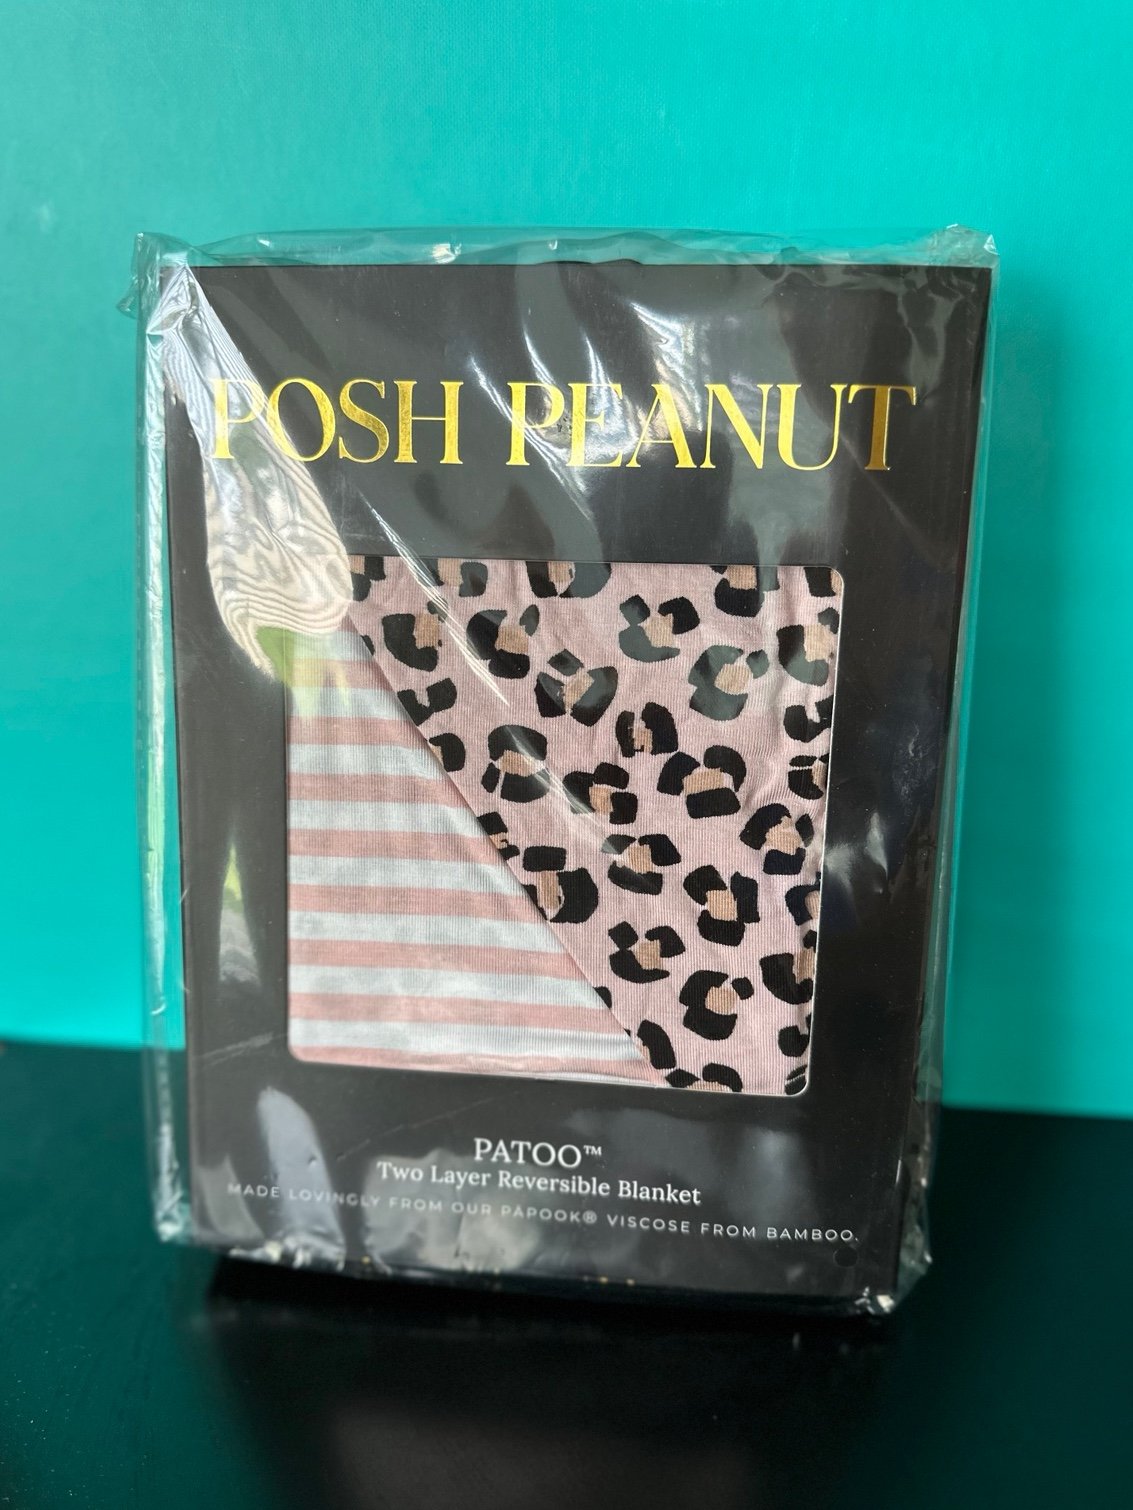 POSH PEANUT
PATOO™
Two Layer Reversible Blanket
MADE LOVINGLY FROM OUR PAPOOK® VISCOSE FROM BAMBOO.